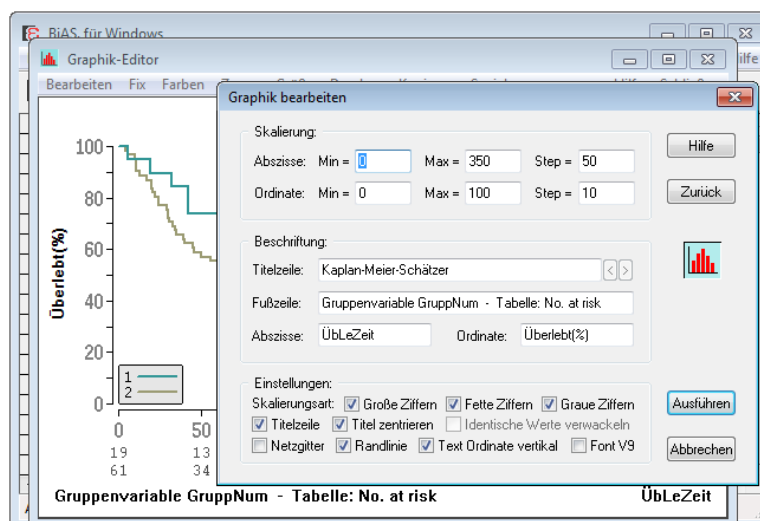 BiAS. für Windows
Graphik-Editor
Bearbeiten Fix Farben
Graphik bearbeiten
Skalierung:
Abszisse: Min = 0 Max = 350 Step = 50
Ordinate: Min = 0 Max = 100 Step = 10
Hilfe
Zurück
Beschriftung:
Titelzeile: Kaplan-Meier-Schätzer < >
Fußzeile: Gruppenvariable GruppNum - Tabelle: No. at risk
Abszisse: ÜbLeZeit Ordinate: Überlebt(%)
Einstellungen:
Skalierungsart: Große Ziffern Fette Ziffern Graue Ziffern
Titelzeile Titel zentrieren Identische Werte verwackeln
Netzgitter Randlinie Text Ordinate vertikal Font V9
Ausführen
Abbrechen
Überlebt(%)
100
80
60
40
20
0
1
2
0 50
19 13
61 34
Gruppenvariable GruppNum - Tabelle: No. at risk ÜbLeZeit